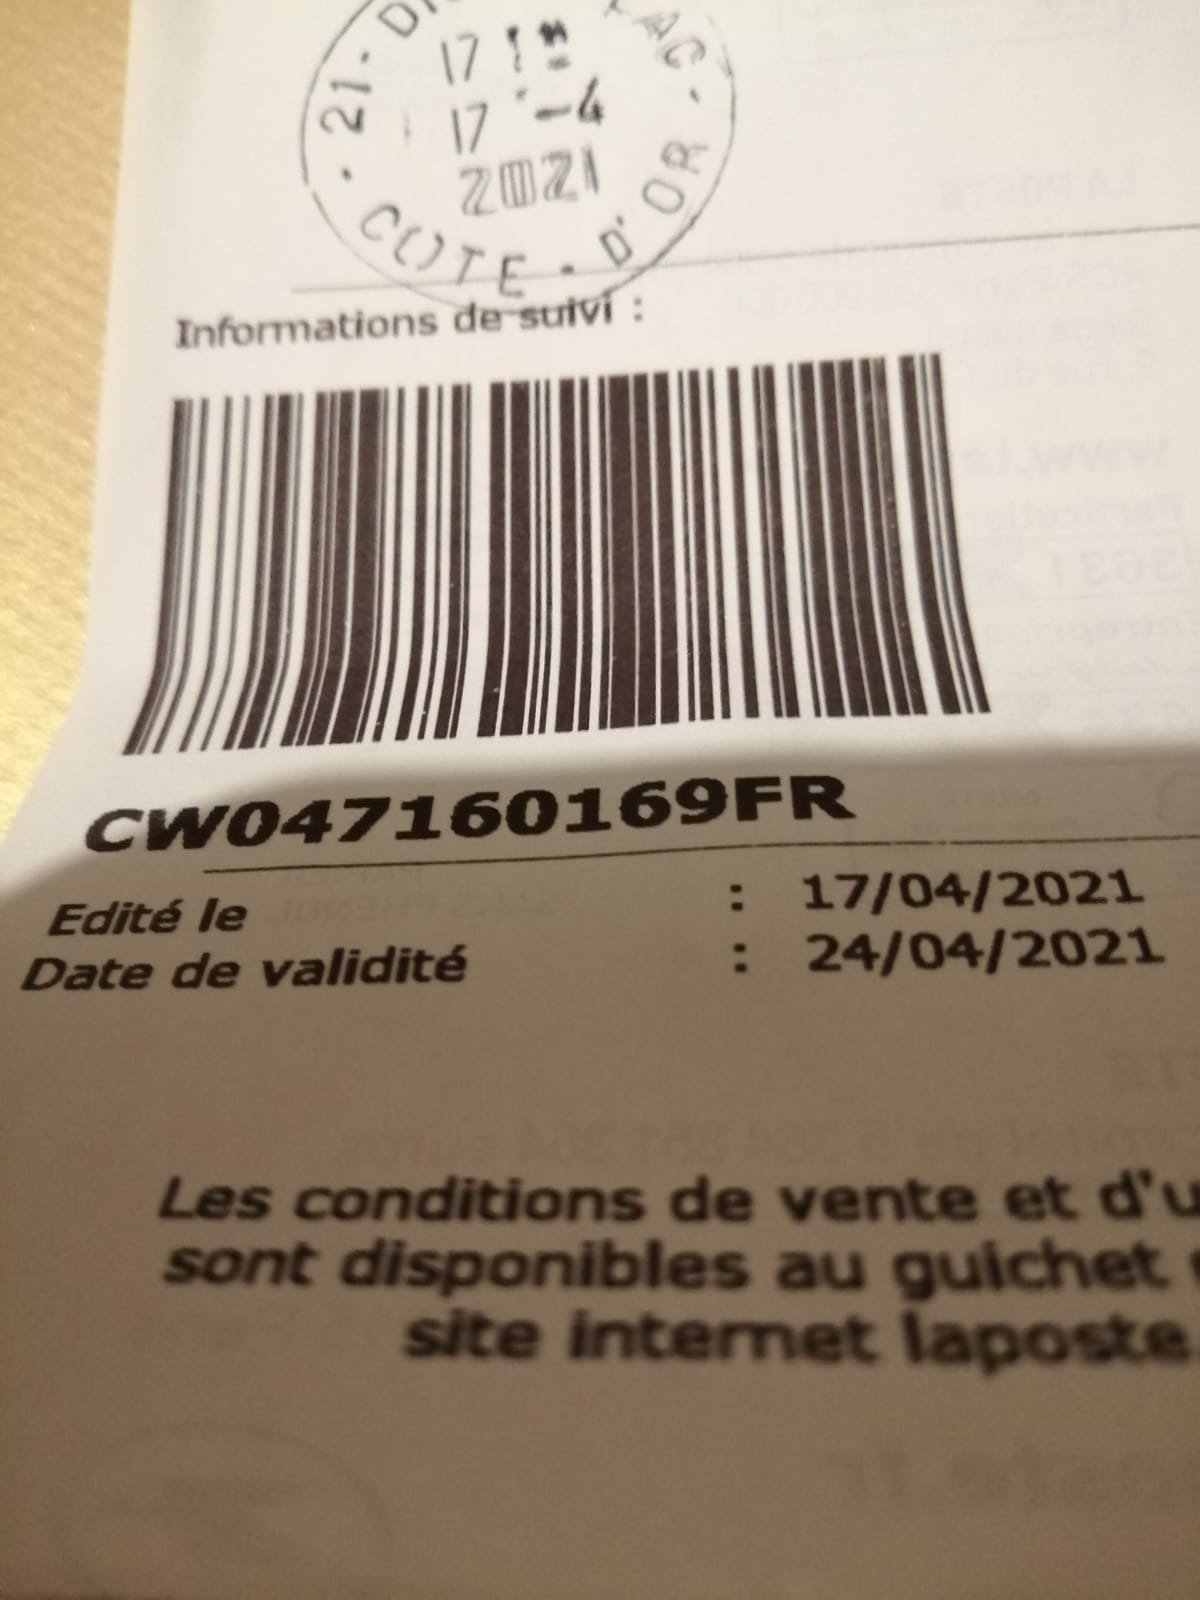 17
17 -4
2021
21
COTE - D'OR
Informations de suivi :
CW047160169FR
Edité le : 17/04/2021
Date de validité : 24/04/2021
Les conditions de vente et
sont disponibles au guichet
site internet laposte.